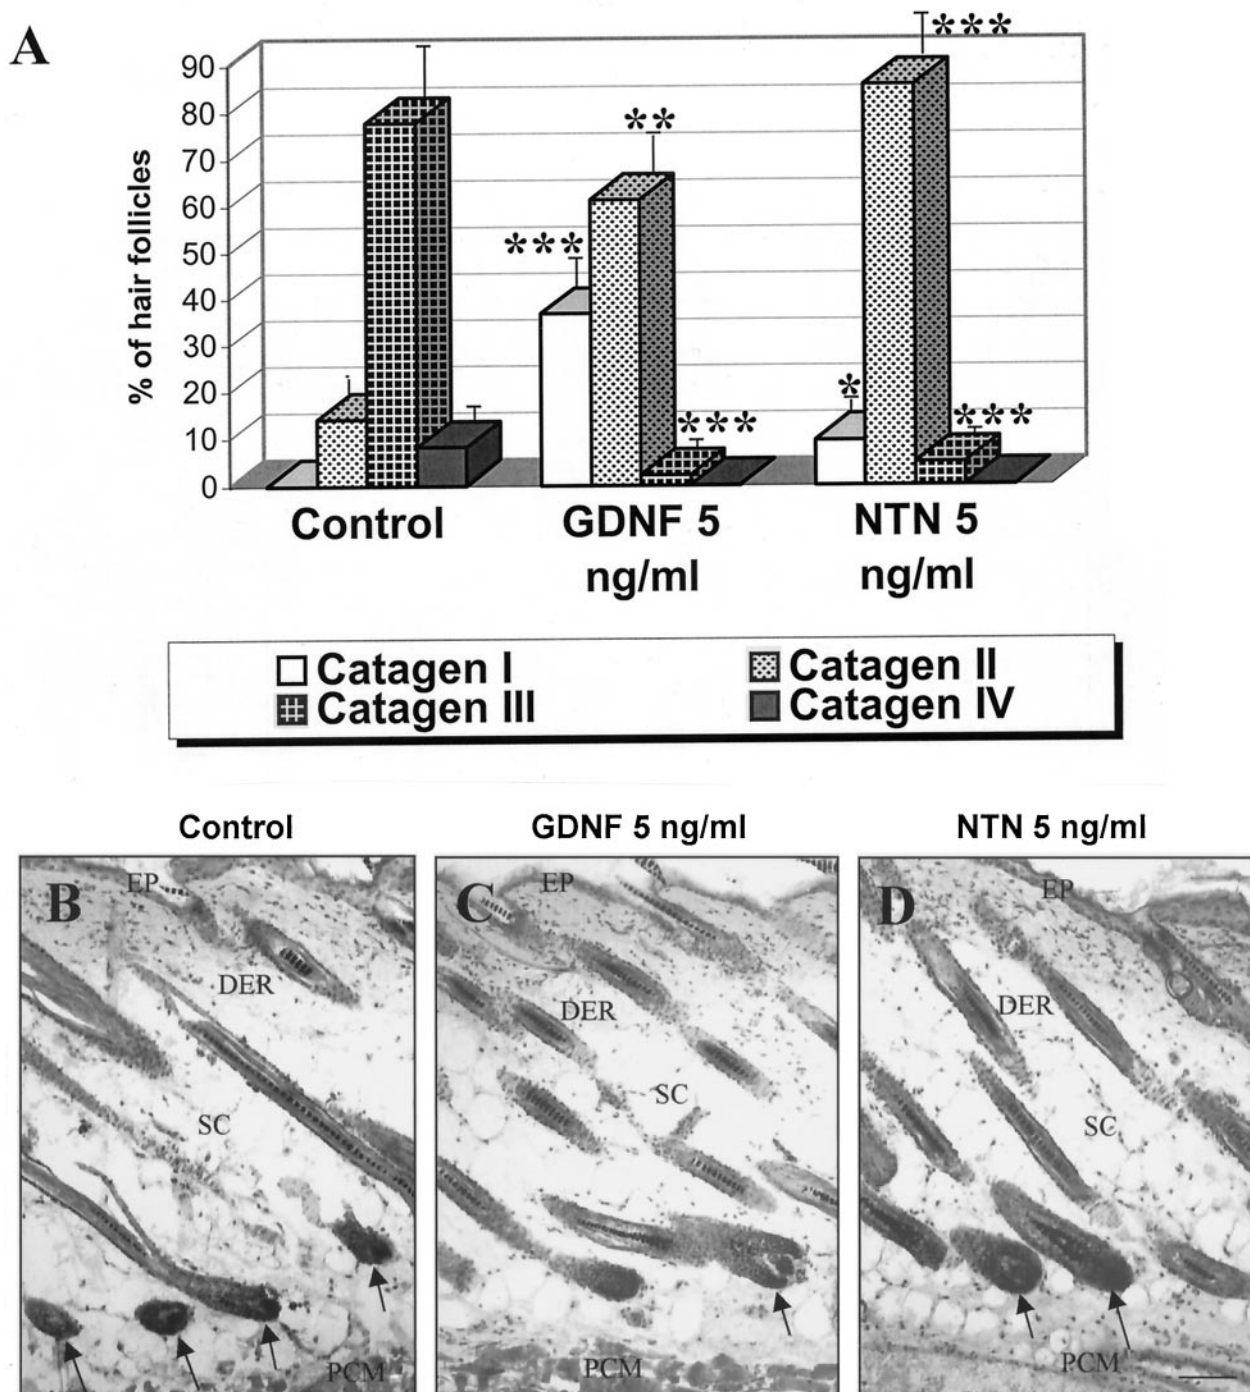 A
% of hair follicles
90
80
70
60
50
40
30
20
10
0
***
**
***
*
***
***
Control
GDNF 5
ng/ml
NTN 5
ng/ml
Catagen I
Catagen II
Catagen III
Catagen IV
Control
GDNF 5 ng/ml
NTN 5 ng/ml
B
EP
DER
SC
PCM
C
EP
DER
SC
PCM
D
EP
DER
SC
PCM